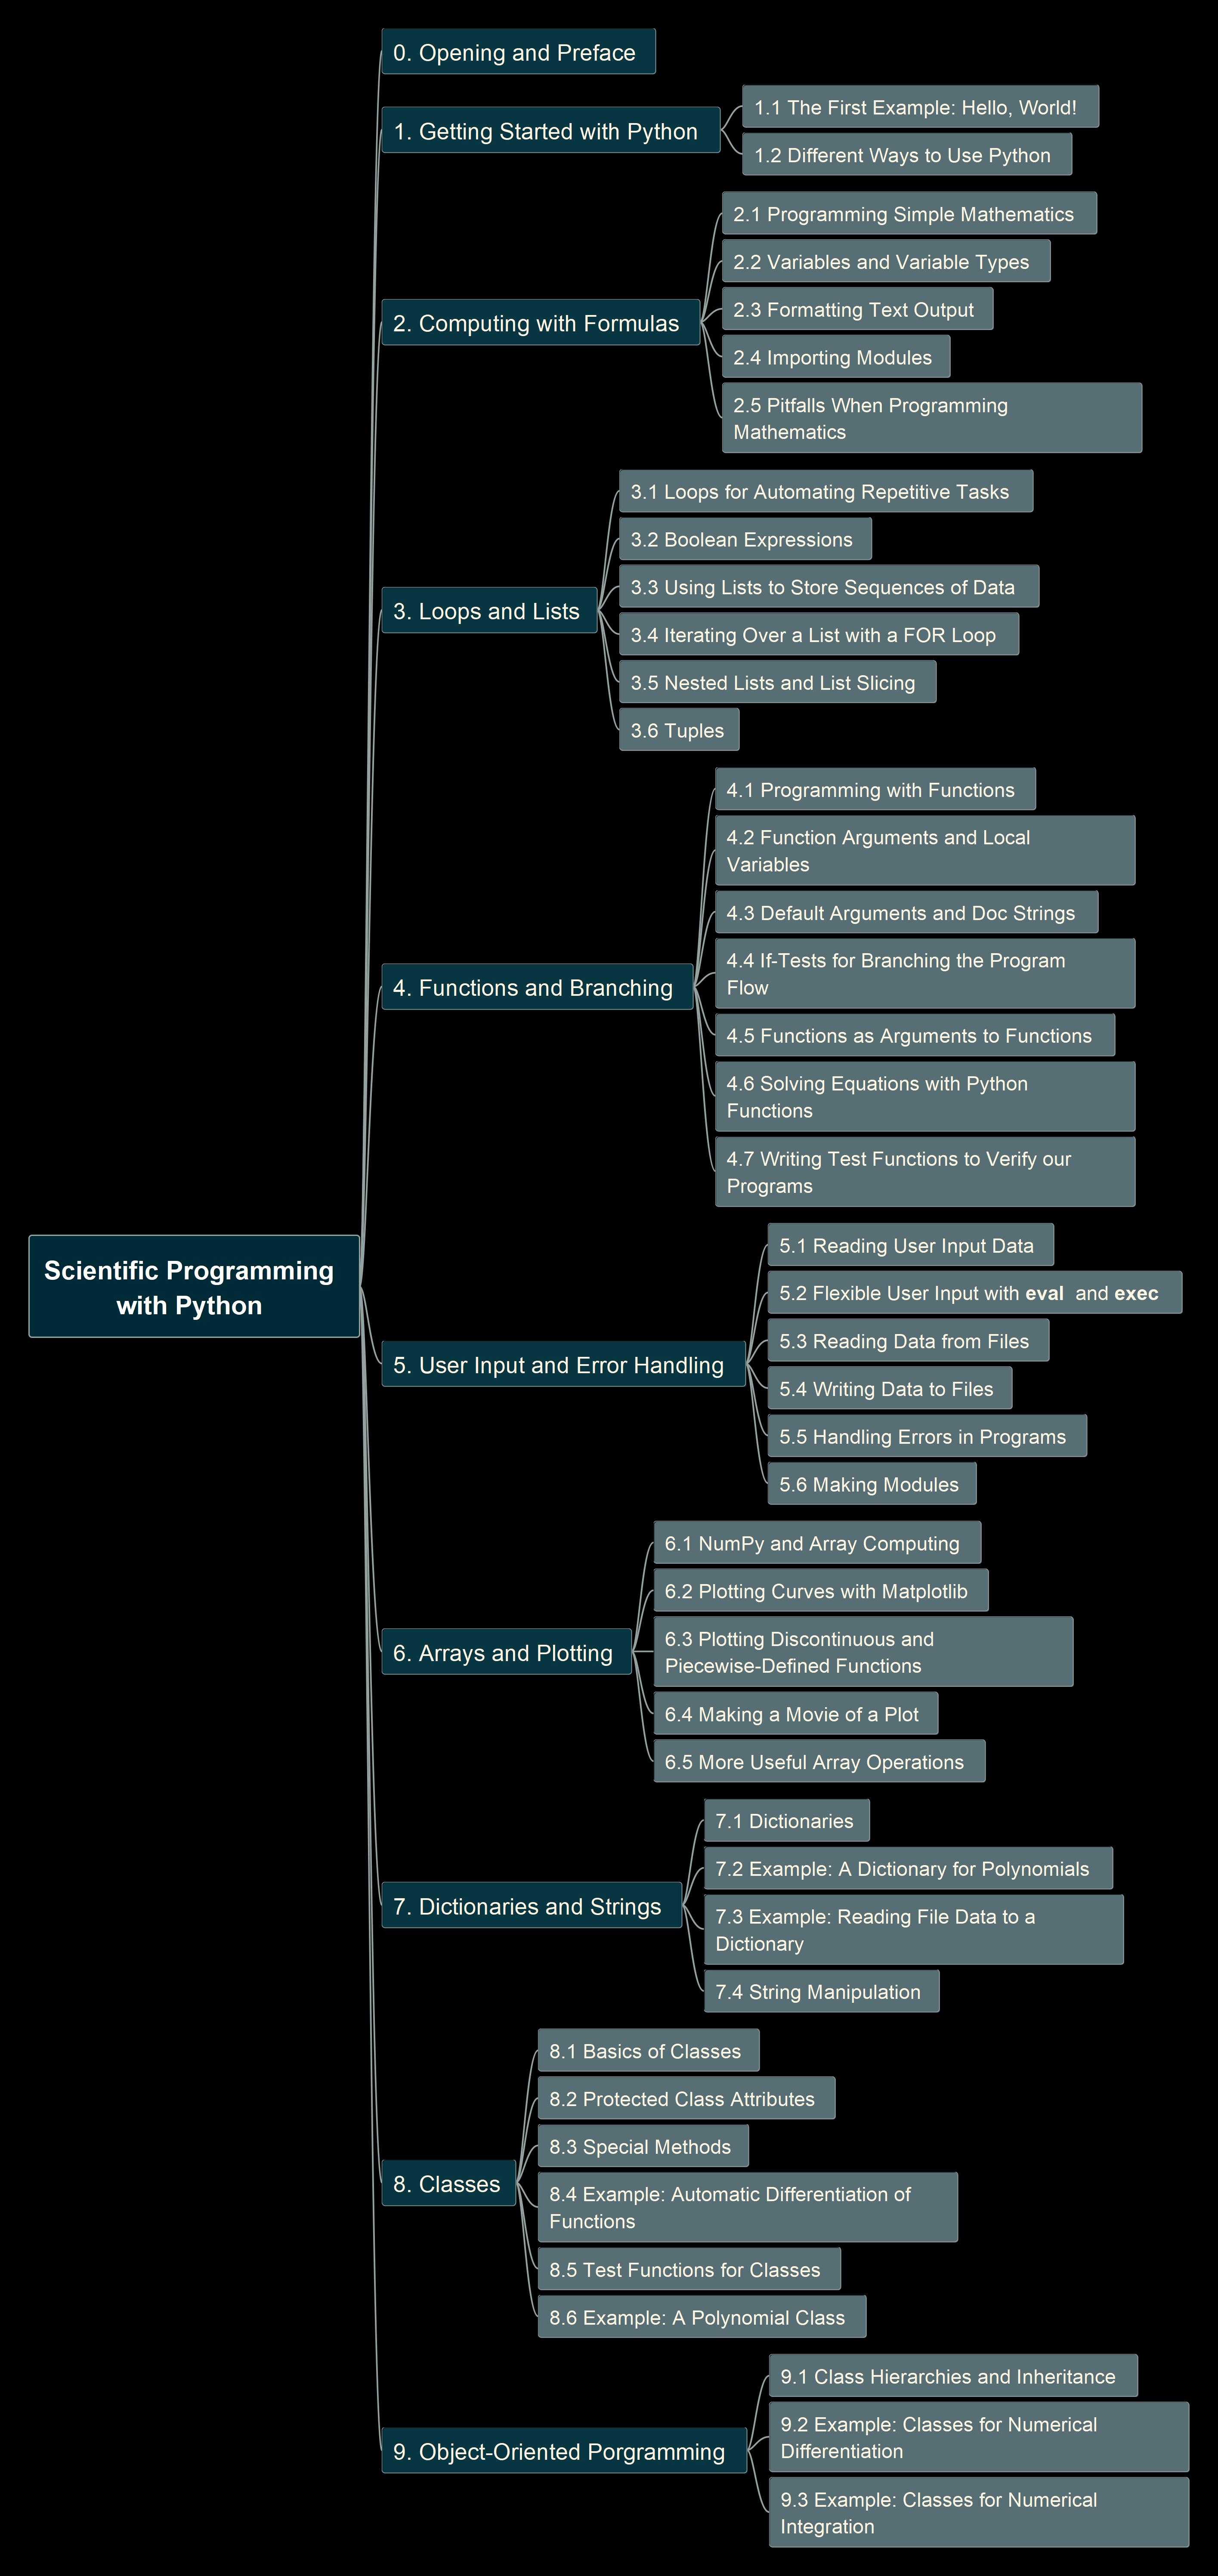 Scientific Programming
with Python
0. Opening and Preface
1. Getting Started with Python
1.1 The First Example: Hello, World!
1.2 Different Ways to Use Python
2. Computing with Formulas
2.1 Programming Simple Mathematics
2.2 Variables and Variable Types
2.3 Formatting Text Output
2.4 Importing Modules
2.5 Pitfalls When Programming
Mathematics
3. Loops and Lists
3.1 Loops for Automating Repetitive Tasks
3.2 Boolean Expressions
3.3 Using Lists to Store Sequences of Data
3.4 Iterating Over a List with a FOR Loop
3.5 Nested Lists and List Slicing
3.6 Tuples
4. Functions and Branching
4.1 Programming with Functions
4.2 Function Arguments and Local
Variables
4.3 Default Arguments and Doc Strings
4.4 If-Tests for Branching the Program
Flow
4.5 Functions as Arguments to Functions
4.6 Solving Equations with Python
Functions
4.7 Writing Test Functions to Verify our
Programs
5. User Input and Error Handling
5.1 Reading User Input Data
5.2 Flexible User Input with eval and exec
5.3 Reading Data from Files
5.4 Writing Data to Files
5.5 Handling Errors in Programs
5.6 Making Modules
6. Arrays and Plotting
6.1 NumPy and Array Computing
6.2 Plotting Curves with Matplotlib
6.3 Plotting Discontinuous and
Piecewise-Defined Functions
6.4 Making a Movie of a Plot
6.5 More Useful Array Operations
7. Dictionaries and Strings
7.1 Dictionaries
7.2 Example: A Dictionary for Polynomials
7.3 Example: Reading File Data to a
Dictionary
7.4 String Manipulation
8. Classes
8.1 Basics of Classes
8.2 Protected Class Attributes
8.3 Special Methods
8.4 Example: Automatic Differentiation of
Functions
8.5 Test Functions for Classes
8.6 Example: A Polynomial Class
9. Object-Oriented Porgramming
9.1 Class Hierarchies and Inheritance
9.2 Example: Classes for Numerical
Differentiation
9.3 Example: Classes for Numerical
Integration